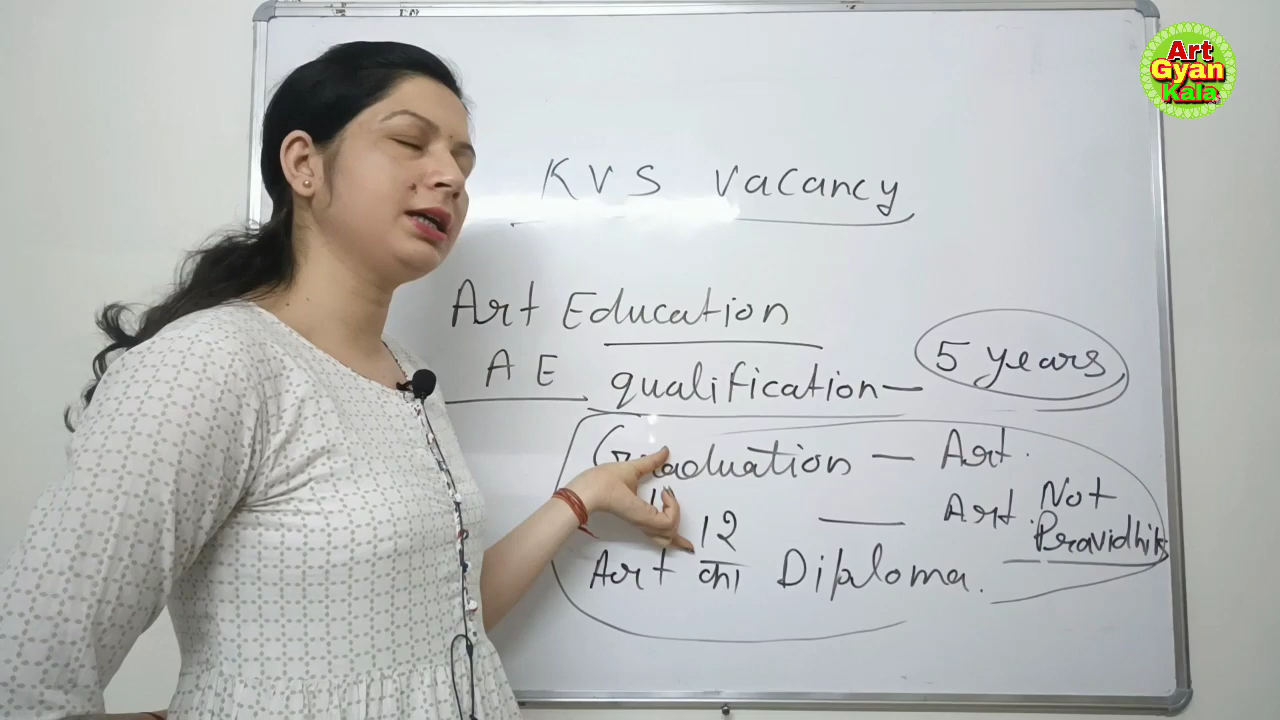 Art
Gyan
Kala
KVS Vacancy
Art Education
AE
qualification — 5 years
Graduation — Art.
12 — Art. Not Pravidhik
Art Diploma.